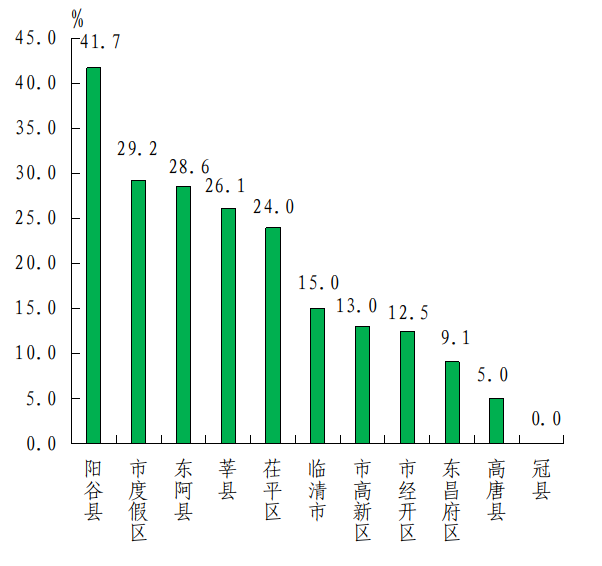 %
45.0
40.0
35.0
30.0
25.0
20.0
15.0
10.0
5.0
0.0
41.7
29.2
28.6
26.1
24.0
15.0
13.0
12.5
9.1
5.0
0.0
阳谷县
市度假区
东阿县
莘县
茌平区
临清市
市高新区
市经开区
东昌府区
高唐县
冠县